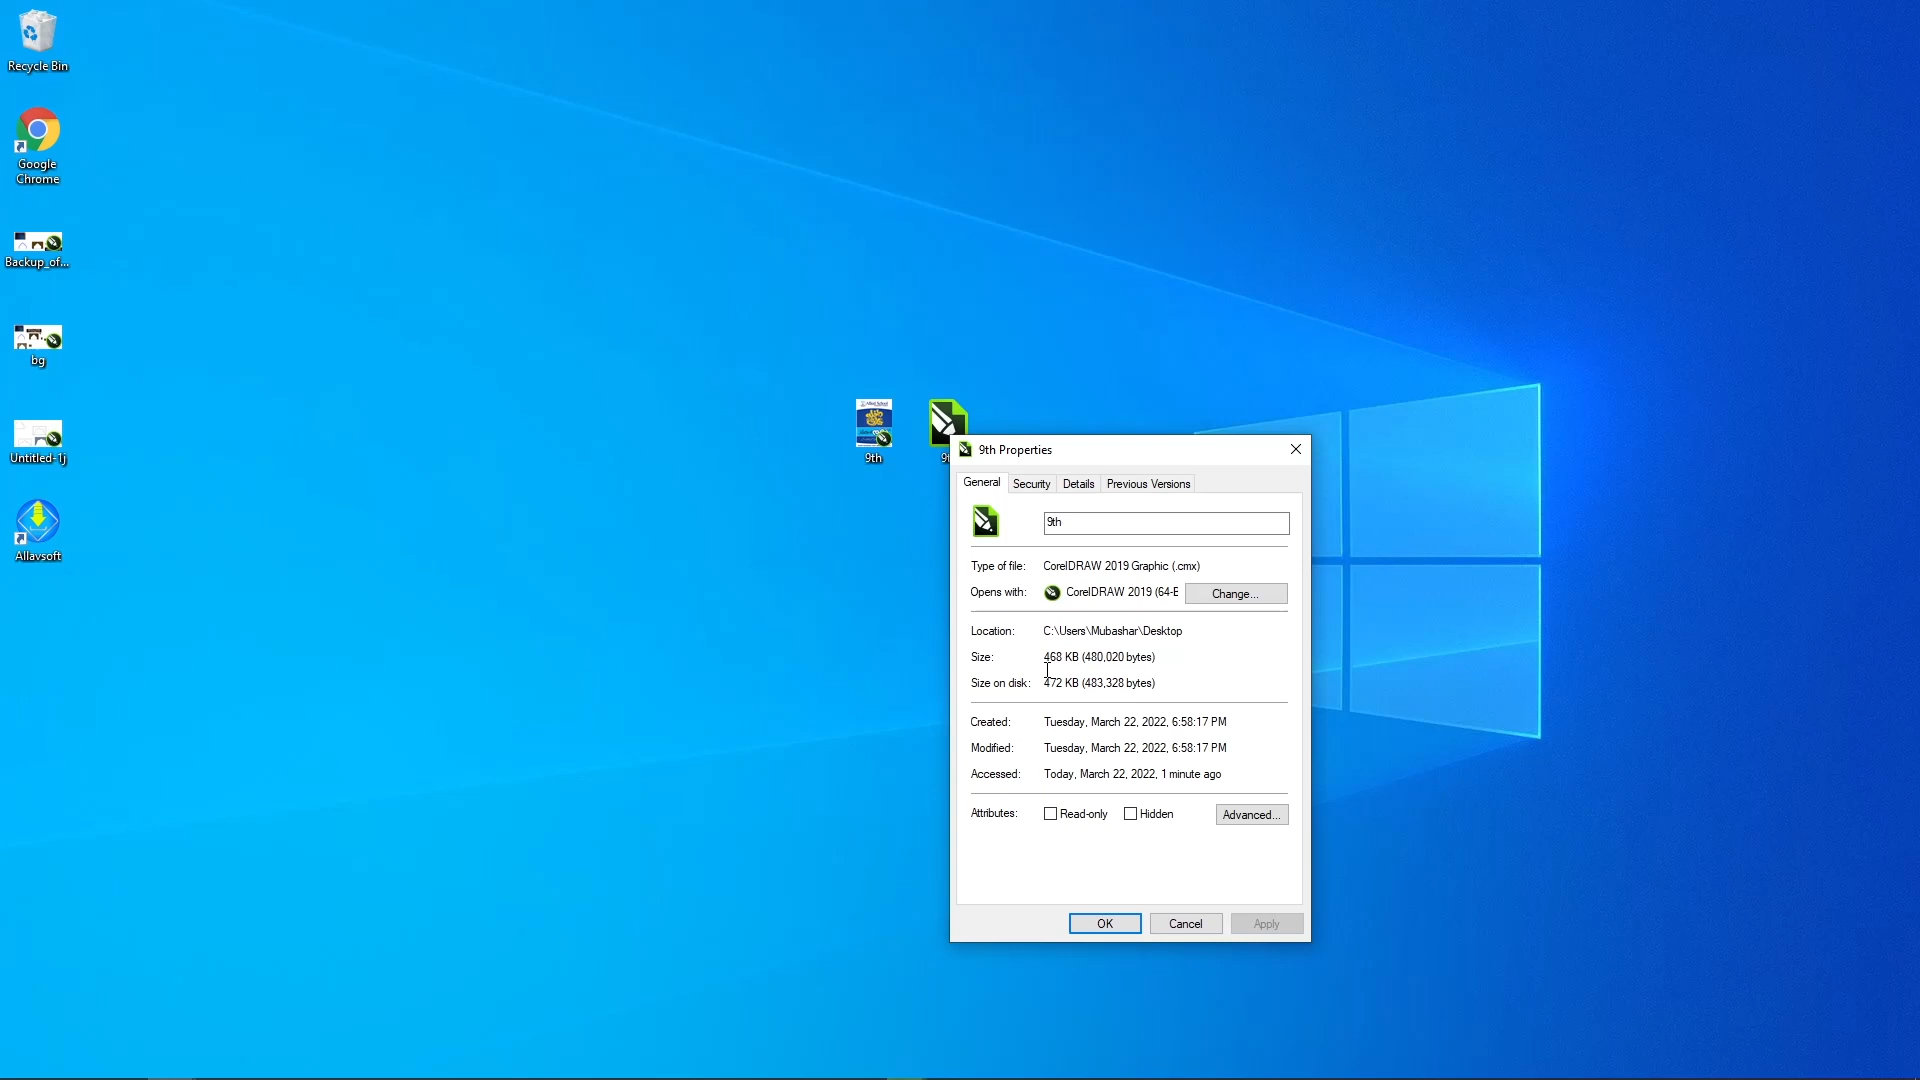 Recycle Bin
Google
Chrome
Backup_of...
bg
Untitled-1j
Allavsoft
9th
9th Properties
General
Security
Details
Previous Versions
9th
Type of file:
CorelDRAW 2019 Graphic (.cmx)
Opens with:
CorelDRAW 2019 (64-B
Change...
Location:
C:\Users\Mubashar\Desktop
Size:
468 KB (480,020 bytes)
Size on disk:
472 KB (483,328 bytes)
Created:
Tuesday, March 22, 2022, 6:58:17 PM
Modified:
Tuesday, March 22, 2022, 6:58:17 PM
Accessed:
Today, March 22, 2022, 1 minute ago
Attributes:
Read-only
Hidden
Advanced...
OK
Cancel
Apply